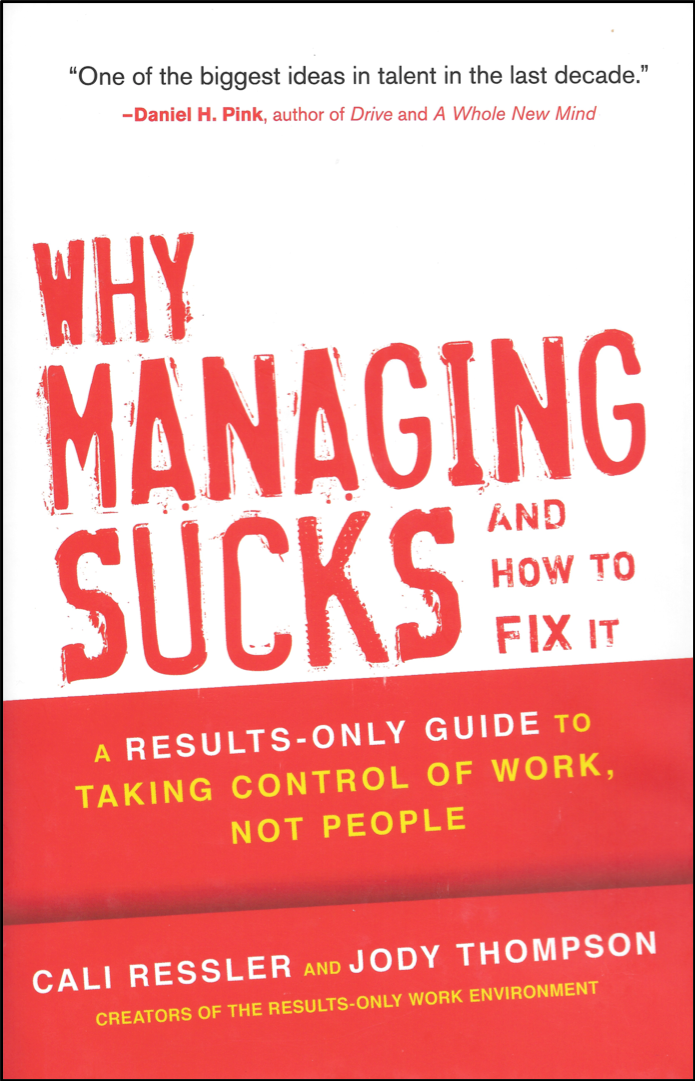 “One of the biggest ideas in talent in the last decade.”
–Daniel H. Pink, author of Drive and A Whole New Mind
WHY
MANAGING
SUCKS
AND
HOW TO
FIX IT
A RESULTS-ONLY GUIDE TO
TAKING CONTROL OF WORK,
NOT PEOPLE
CALI RESSLER AND JODY THOMPSON
CREATORS OF THE RESULTS-ONLY WORK ENVIRONMENT